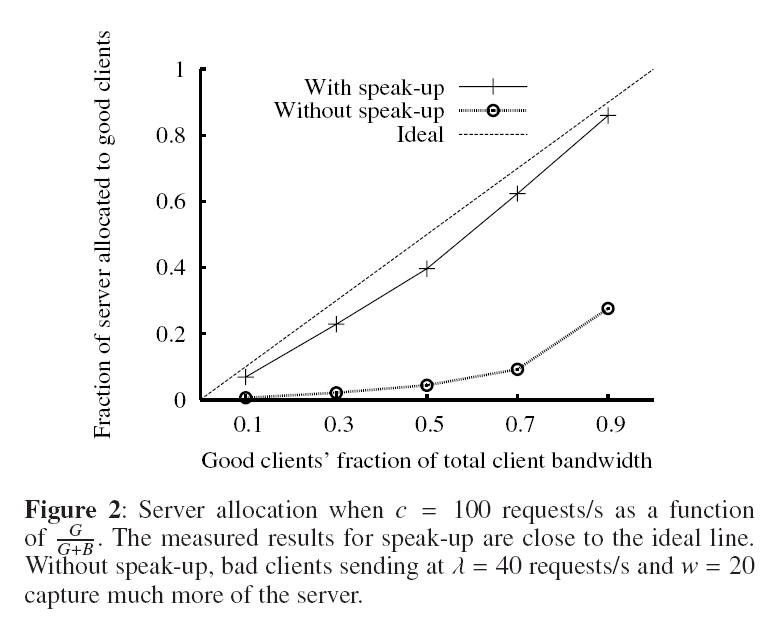 Fraction of server allocated to good clients
1
0.8
0.6
0.4
0.2
0
With speak-up
Without speak-up
Ideal
0.1 0.3 0.5 0.7 0.9
Good clients’ fraction of total client bandwidth
Figure 2: Server allocation when c = 100 requests/s as a function
of G/G+B. The measured results for speak-up are close to the ideal line.
Without speak-up, bad clients sending at λ = 40 requests/s and w = 20
capture much more of the server.